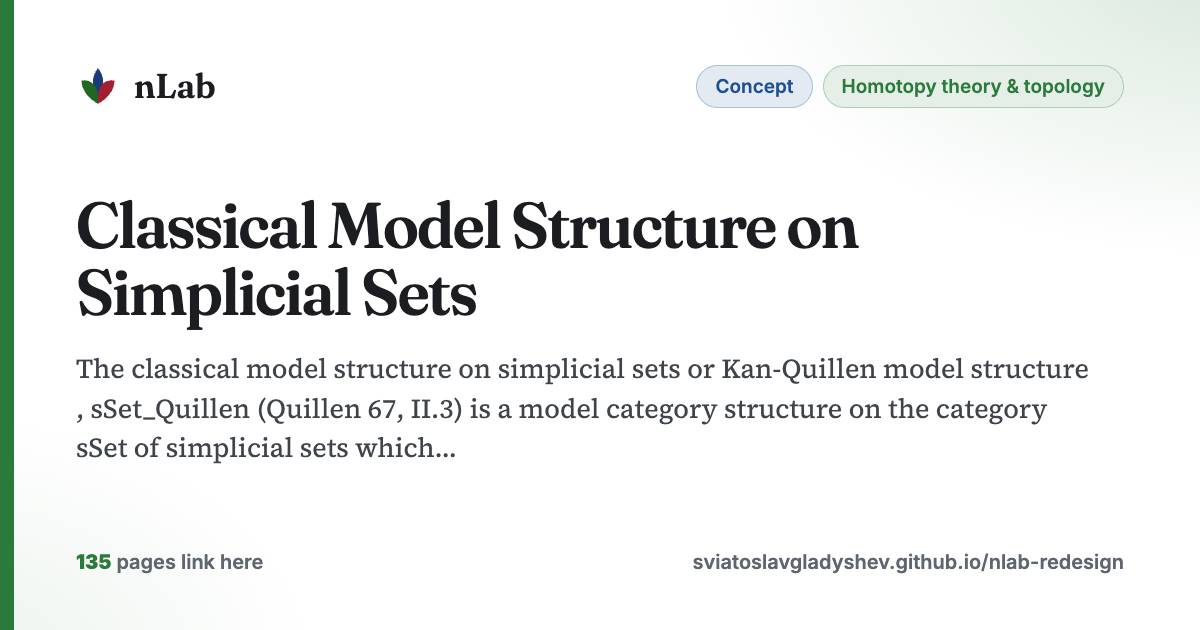 nLab
Concept
Homotopy theory & topology
Classical Model Structure on
Simplicial Sets
The classical model structure on simplicial sets or Kan-Quillen model structure
, sSet_Quillen (Quillen 67, II.3) is a model category structure on the category
sSet of simplicial sets which...
135 pages link here
sviatoslavgladyshev.github.io/nlab-redesign